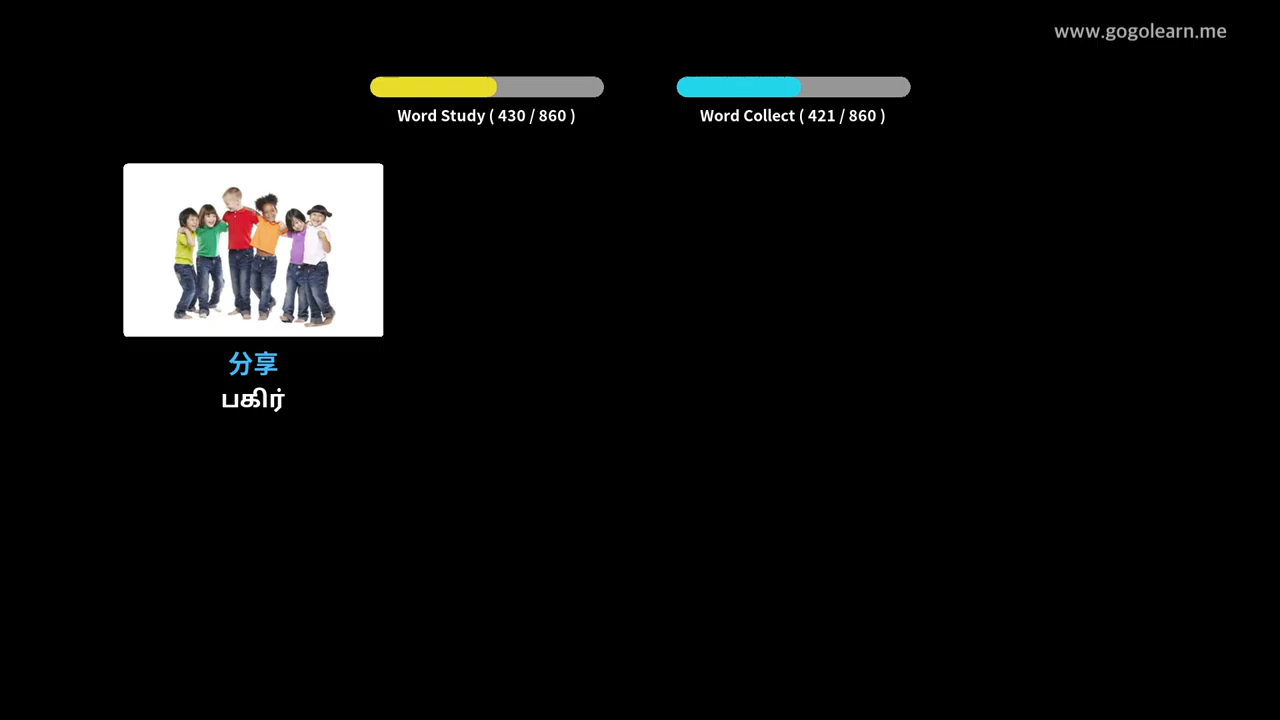 www.gogolearn.me
Word Study ( 430 / 860 )
Word Collect ( 421 / 860 )
分享
பகிர்